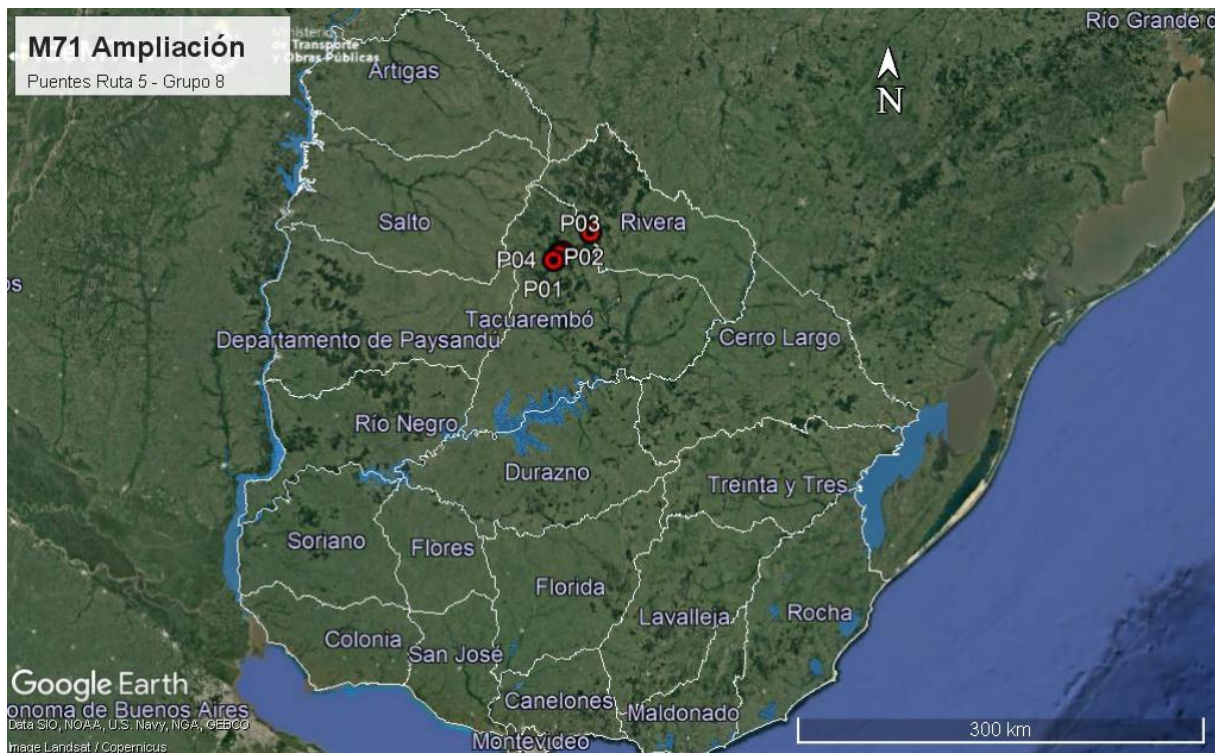 M71 Ampliación
Puentes Ruta 5 - Grupo 8
Ministerio
de Transporte
y Obras Públicas
Río Grande d
N
Artigas
Salto
P03
Rivera
P04
P02
P01
Tacuarembó
Departamento de Paysandú
Cerro Largo
Río Negro
Durazno
Treinta y Tres
Soriano
Flores
Florida
Lavalleja
Rocha
Colonia
San José
Canelones
Maldonado
Montevideo
Google Earth
onoma de Buenos Aires
Data SIO, NOAA, U.S. Navy, NGA, GEBCO
Image Landsat / Copernicus
300 km